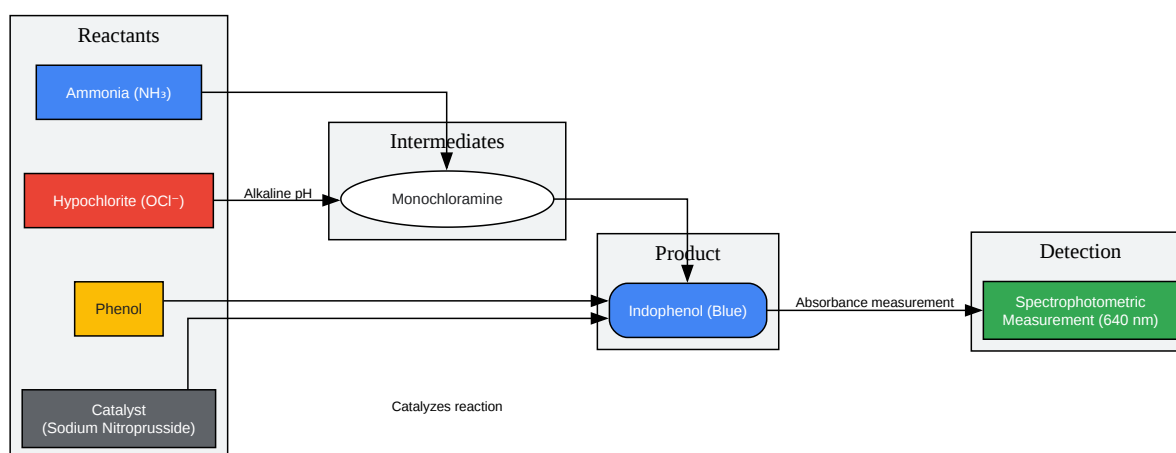 Reactants
Ammonia (NH₃)
Intermediates
Hypochlorite (OCl⁻)
Alkaline pH
Monochloramine
Product
Detection
Phenol
Indophenol (Blue)
Absorbance measurement
Spectrophotometric
Measurement (640 nm)
Catalyst
(Sodium Nitroprusside)
Catalyzes reaction